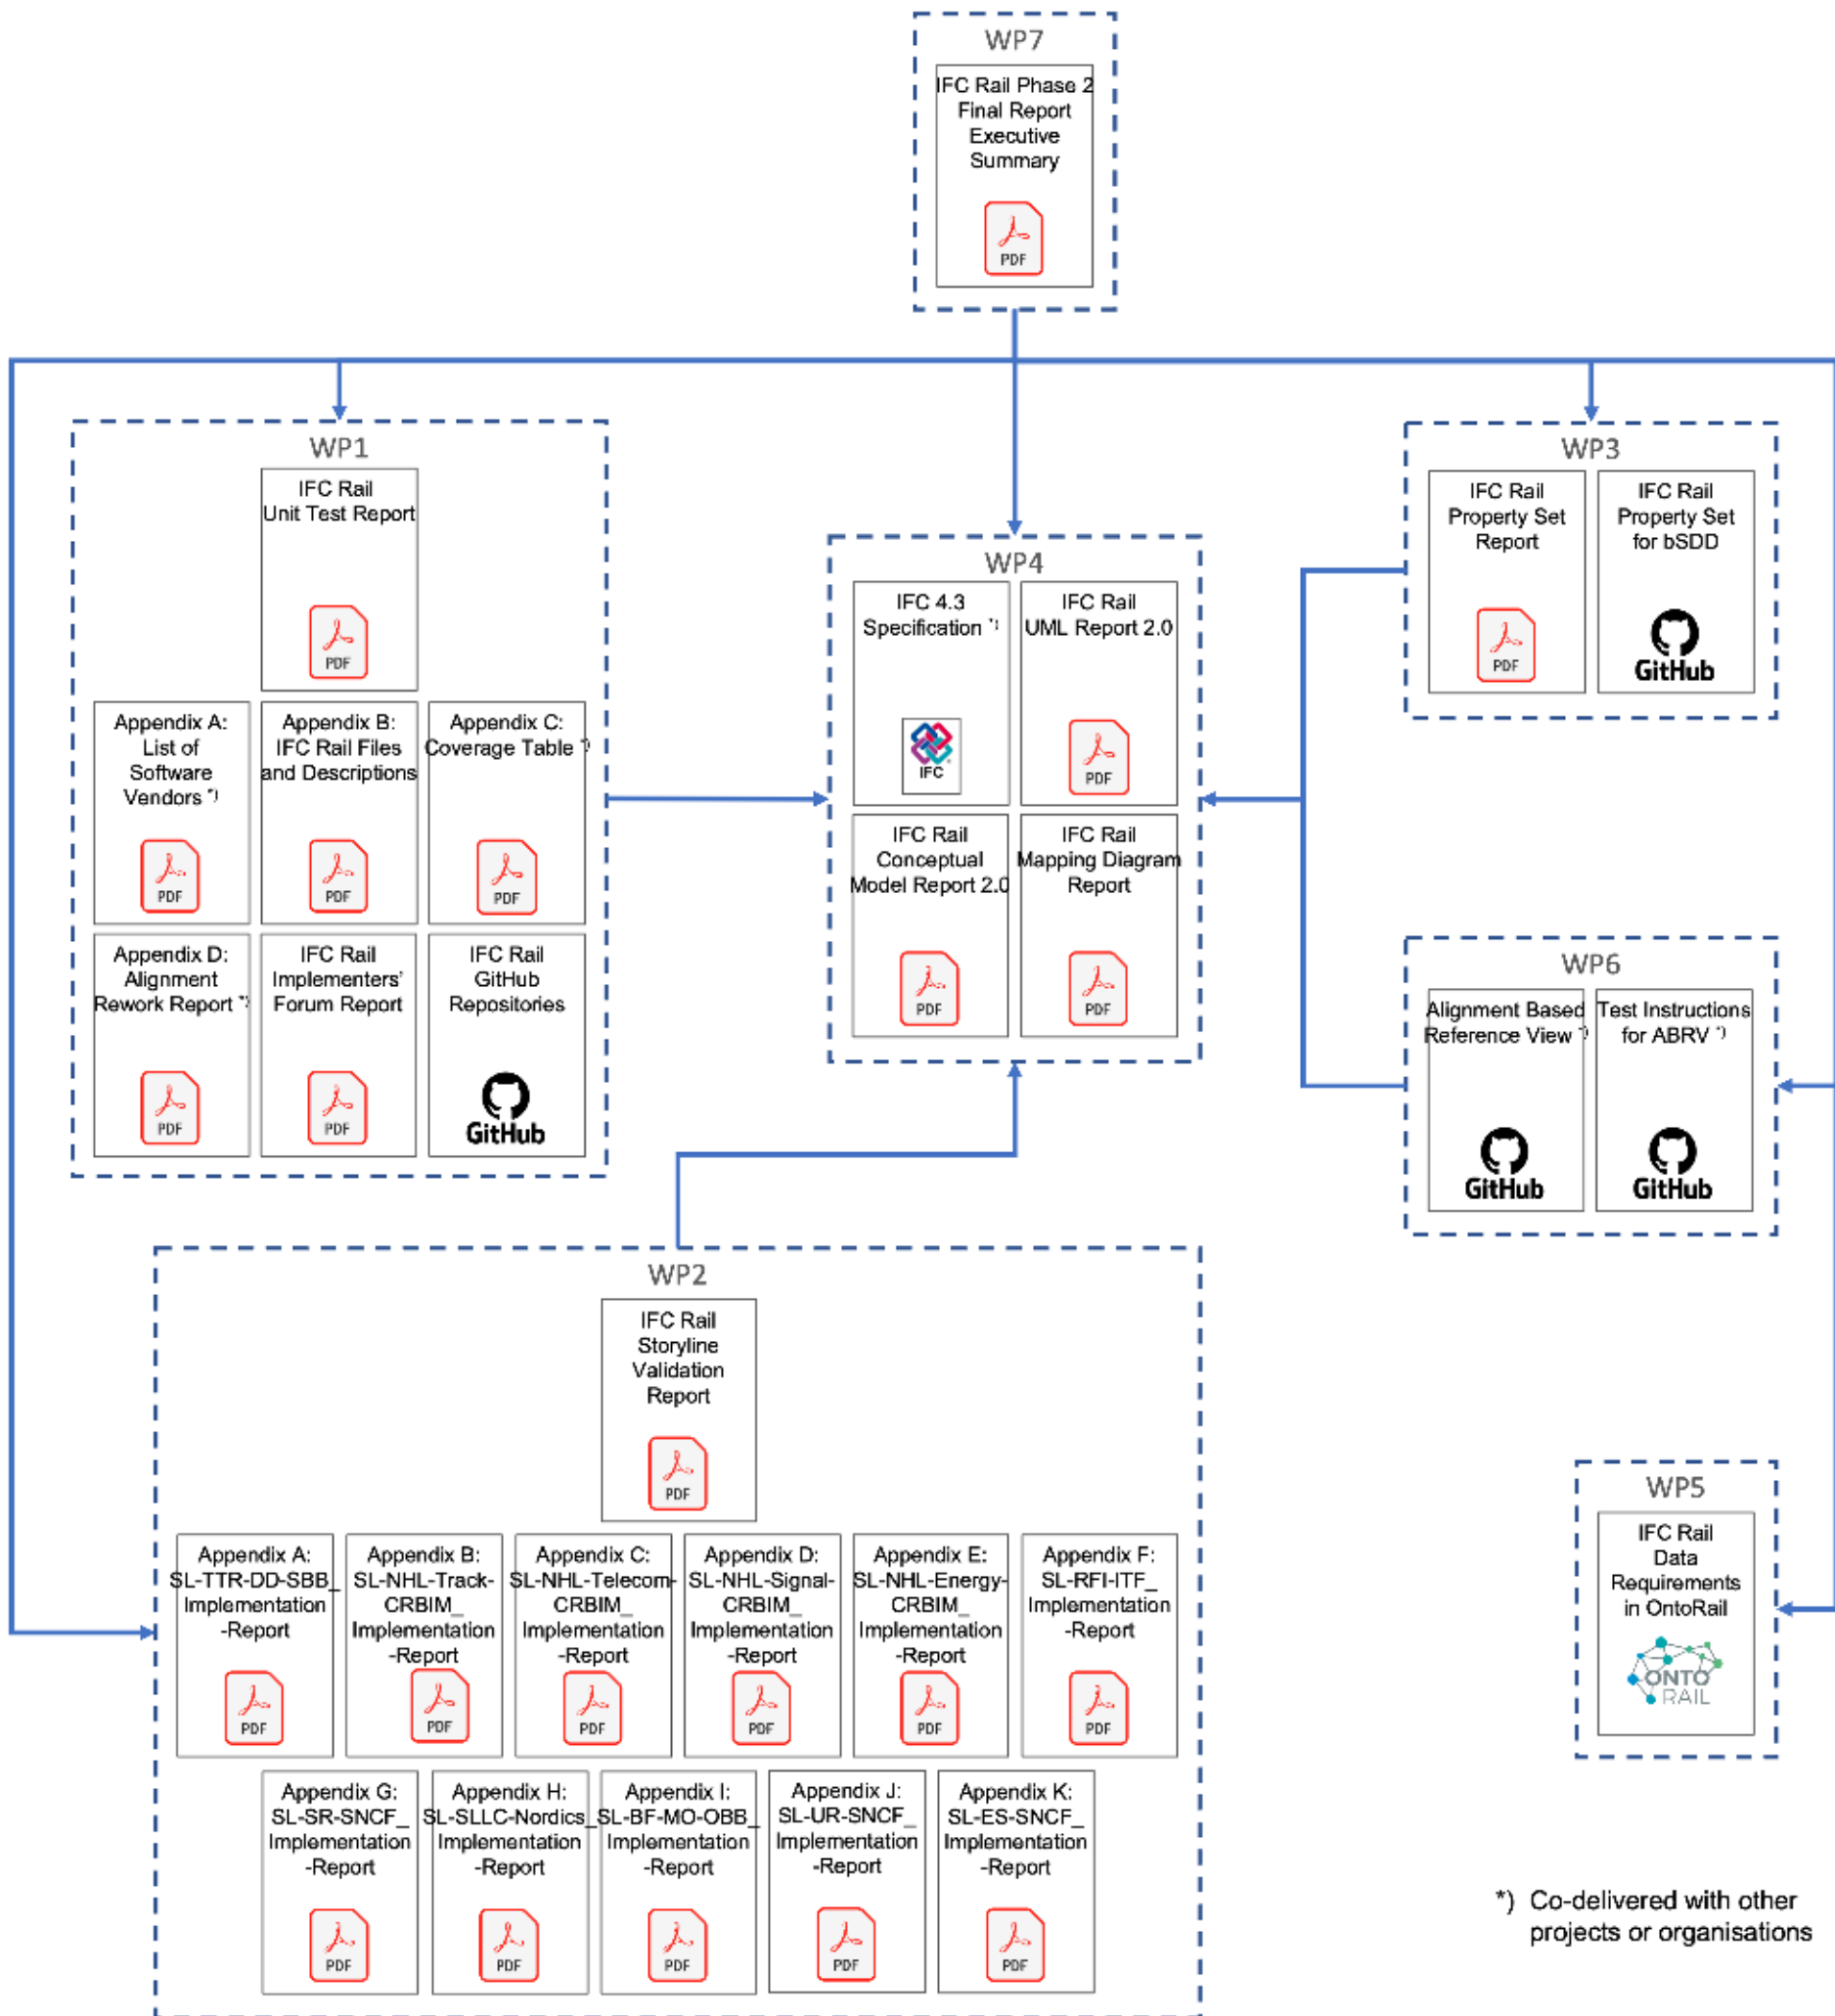 WP7
IFC Rail Phase 2
Final Report
Executive
Summary
PDF
WP1
IFC Rail
Unit Test Report
PDF
Appendix A:
List of
Software
Vendors *)
PDF
Appendix B:
IFC Rail Files
and Descriptions
PDF
Appendix C:
Coverage Table *)
PDF
Appendix D:
Alignment
Rework Report *)
PDF
IFC Rail
Implementers'
Forum Report
PDF
IFC Rail
GitHub
Repositories
GitHub
WP4
IFC 4.3
Specification *)
IFC
IFC Rail
UML Report 2.0
PDF
IFC Rail
Conceptual
Model Report 2.0
PDF
IFC Rail
Mapping Diagram
Report
PDF
WP3
IFC Rail
Property Set
Report
PDF
IFC Rail
Property Set
for bSDD
GitHub
WP6
Alignment Based
Reference View *)
GitHub
Test Instructions
for ABRV *)
GitHub
WP2
IFC Rail
Storyline
Validation
Report
PDF
Appendix A:
SL-TTR-DD-SBB_
Implementation
-Report
PDF
Appendix B:
SL-NHL-Track-
CRBIM_
Implementation
-Report
PDF
Appendix C:
SL-NHL-Telecom-
CRBIM_
Implementation
-Report
PDF
Appendix D:
SL-NHL-Signal-
CRBIM_
Implementation
-Report
PDF
Appendix E:
SL-NHL-Energy-
CRBIM_
Implementation
-Report
PDF
Appendix F:
SL-RFI-ITF_
Implementation
-Report
PDF
Appendix G:
SL-SR-SNCF_
Implementation
-Report
PDF
Appendix H:
SL-SLLC-Nordics_
Implementation
-Report
PDF
Appendix I:
SL-BF-MO-OBB_
Implementation
-Report
PDF
Appendix J:
SL-UR-SNCF_
Implementation
-Report
PDF
Appendix K:
SL-ES-SNCF_
Implementation
-Report
PDF
WP5
IFC Rail
Data
Requirements
in OntoRail
ONTO
RAIL
*) Co-delivered with other
projects or organisations